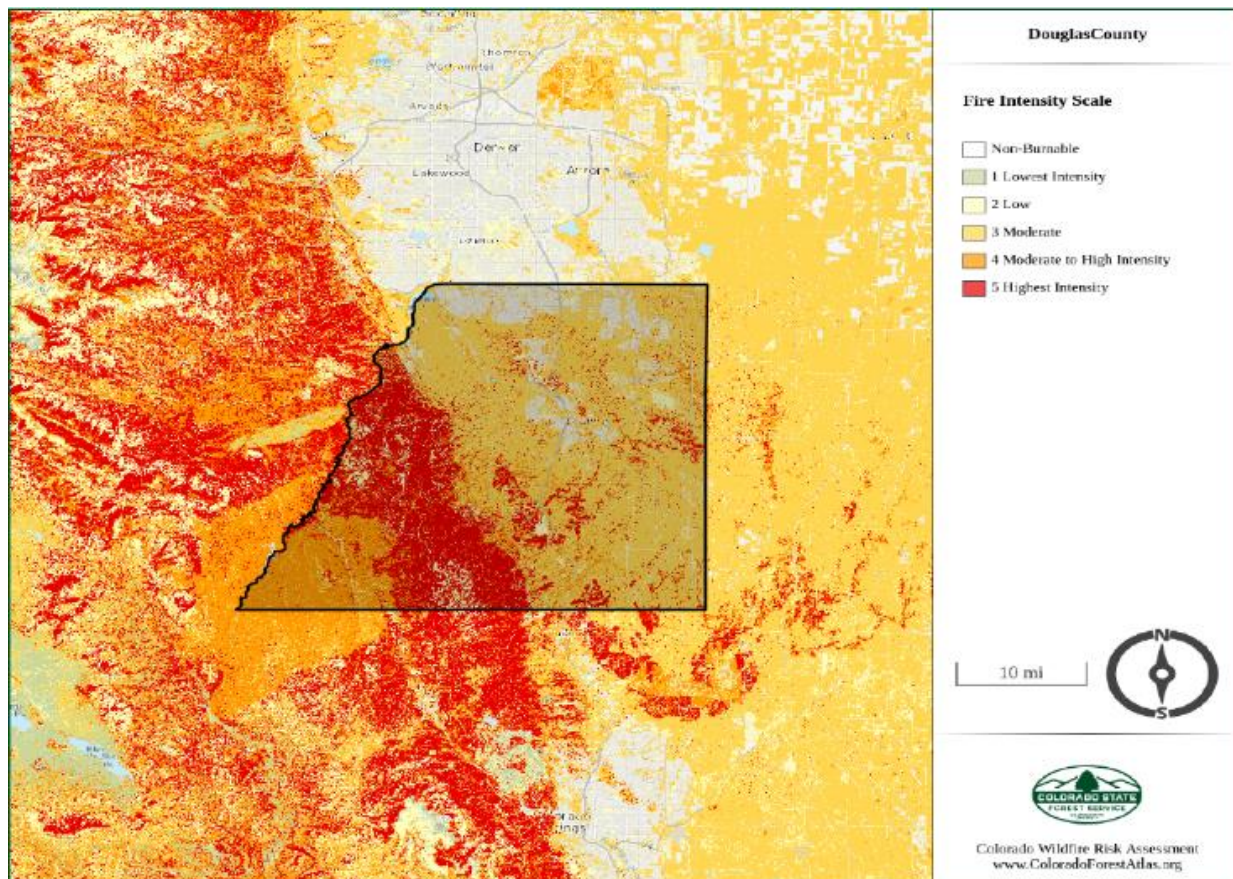 DouglasCounty
Fire Intensity Scale
Non-Burnable
1 Lowest Intensity
2 Low
3 Moderate
4 Moderate to High Intensity
5 Highest Intensity
Thornton
Arvada
Denver
Lakewood
Aurora
10 mi
N
S
COLORADO STATE
FOREST SERVICE
Colorado Wildfire Risk Assessment
www.ColoradoForestAtlas.org